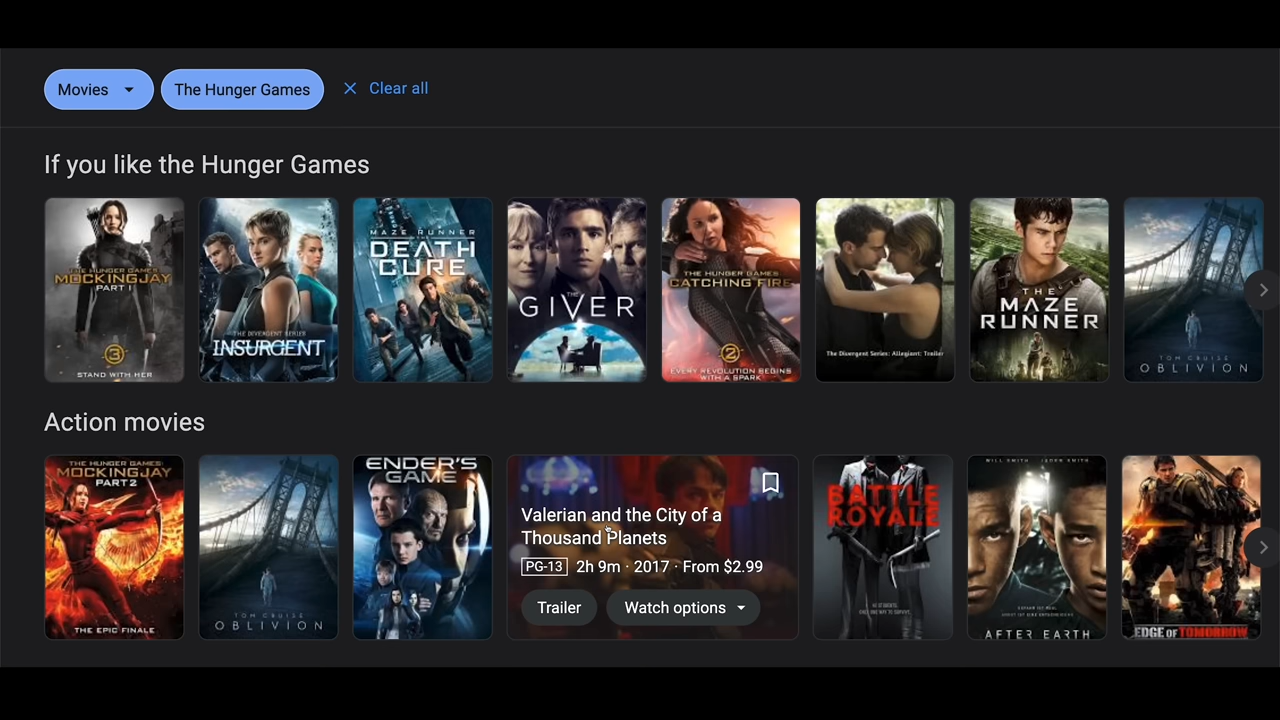 Movies
The Hunger Games
Clear all
If you like the Hunger Games
THE HUNGER GAMES
MOCKINGJAY
PART 1
3
STAND WITH HER
THE DIVERGENT SERIES
INSURGENT
MAZE RUNNER
DEATH
CURE
THE
GIVER
THE HUNGER GAMES
CATCHING FIRE
2
EVERY REVOLUTION BEGINS
WITH A SPARK
The Divergent Series: Allegiant: Trailer
THE
MAZE
RUNNER
TOM CRUISE
OBLIVION
Action movies
THE HUNGER GAMES:
MOCKINGJAY
PART 2
THE EPIC FINALE
TOM CRUISE
OBLIVION
ENDER'S
GAME
Valerian and the City of a
Thousand Planets
PG-13 2h 9m · 2017 · From $2.99
Trailer
Watch options
BATTLE
ROYALE
WILL SMITH JADEN SMITH
AFTER EARTH
EDGE OF TOMORROW